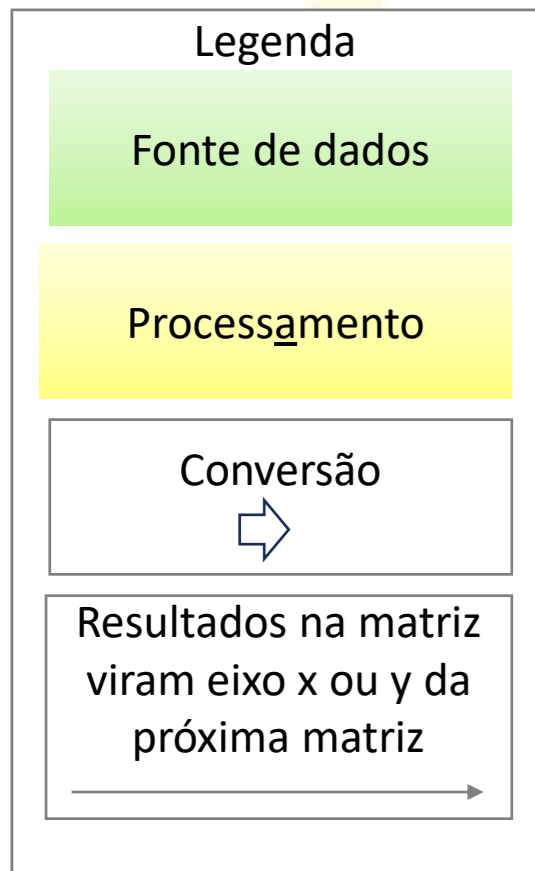 Legenda
Fonte de dados
Processamento
Conversão
Resultados na matriz
viram eixo x ou y da
próxima matriz